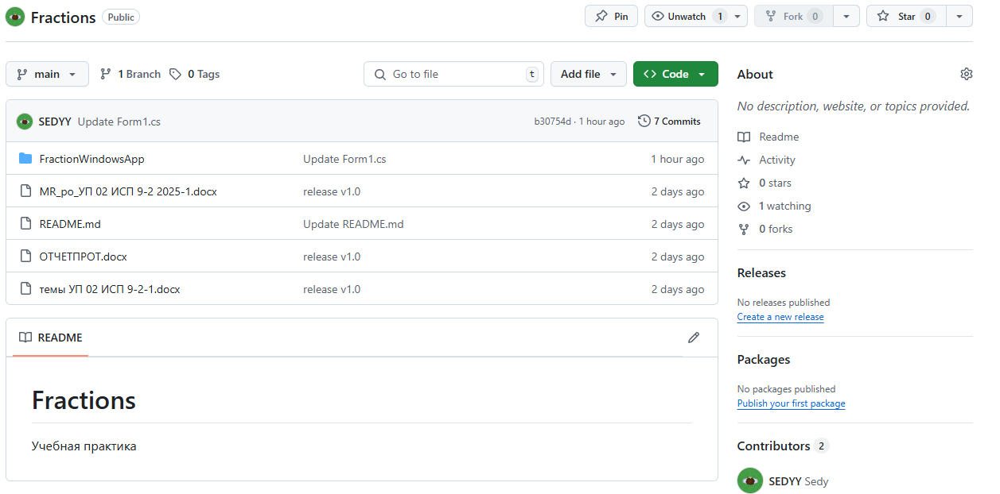 Fractions Public Pin Unwatch 1 Fork 0 Star 0
main 1 Branch 0 Tags Go to file t Add file Code
SEDYY Update Form1.cs b30754d · 1 hour ago 7 Commits
FractionWindowsApp Update Form1.cs 1 hour ago
MR_po_УП 02 ИСП 9-2 2025-1.docx release v1.0 2 days ago
README.md Update README.md 2 days ago
ОТЧЕТПРОТ.docx release v1.0 2 days ago
темы УП 02 ИСП 9-2-1.docx release v1.0 2 days ago
README
Fractions
Учебная практика
About
No description, website, or topics provided.
Readme
Activity
0 stars
1 watching
0 forks
Releases
No releases published
Create a new release
Packages
No packages published
Publish your first package
Contributors 2
SEDYY Sedy